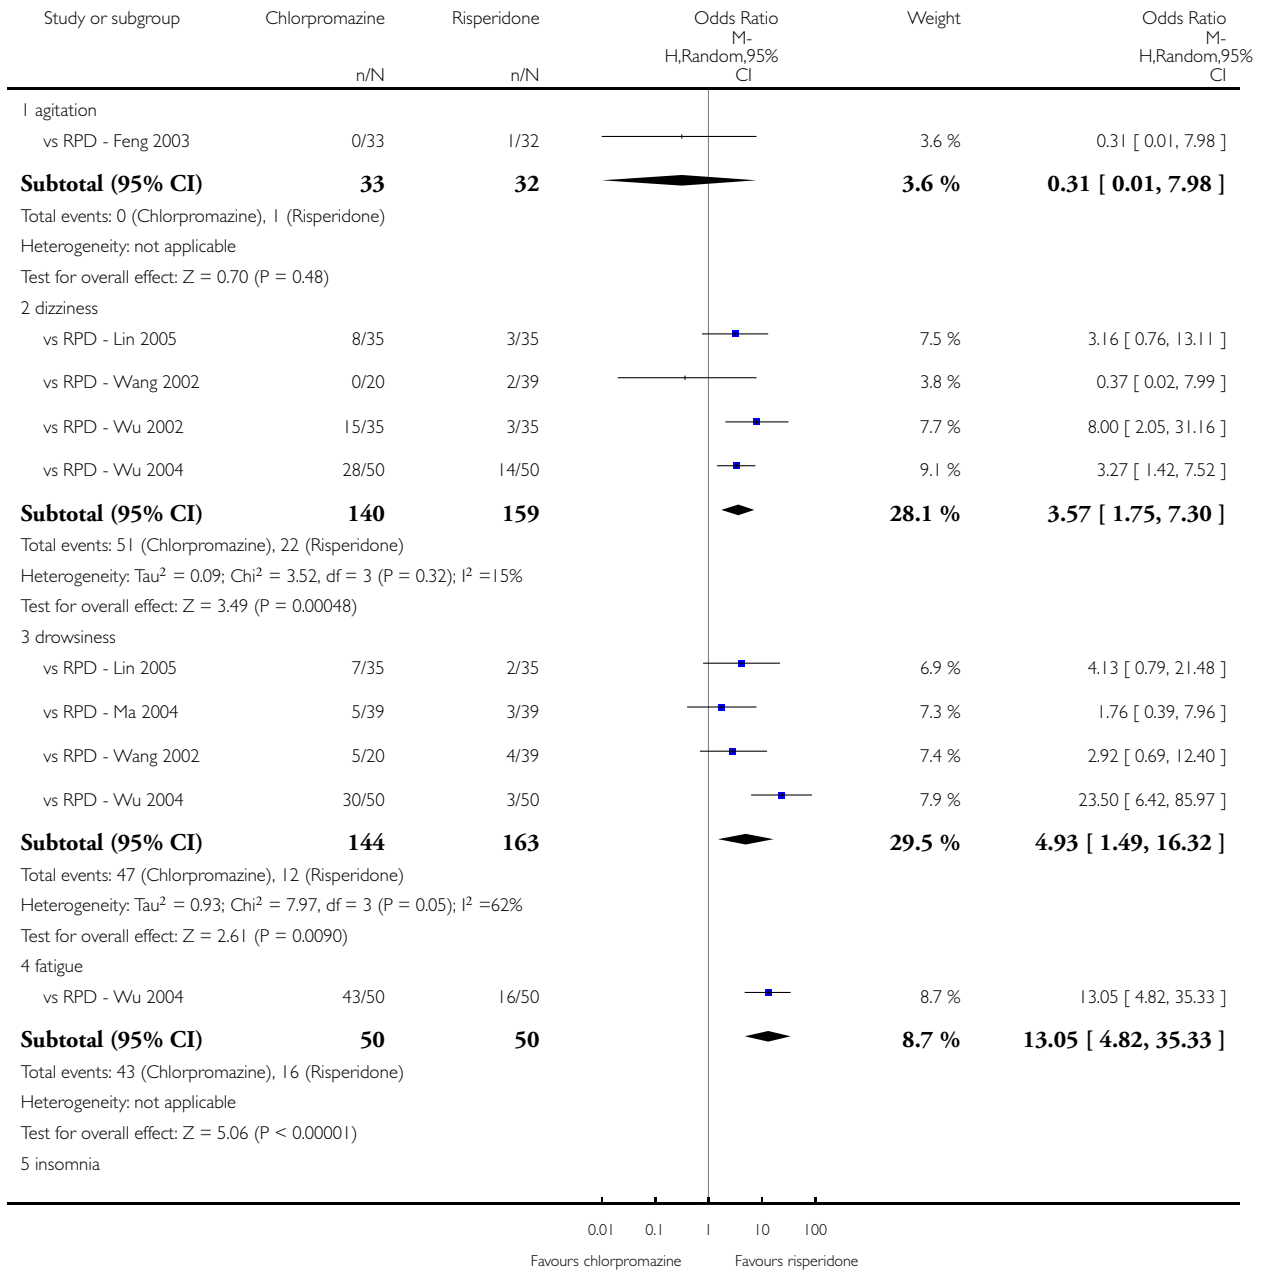 Study or subgroup Chlorpromazine Risperidone Odds Ratio Weight Odds Ratio
M- M-
H,Random,95% H,Random,95%
n/N n/N CI CI
1 agitation
vs RPD - Feng 2003 0/33 1/32 3.6 % 0.31 [ 0.01, 7.98 ]
Subtotal (95% CI) 33 32 3.6 % 0.31 [ 0.01, 7.98 ]
Total events: 0 (Chlorpromazine), 1 (Risperidone)
Heterogeneity: not applicable
Test for overall effect: Z = 0.70 (P = 0.48)
2 dizziness
vs RPD - Lin 2005 8/35 3/35 7.5 % 3.16 [ 0.76, 13.11 ]
vs RPD - Wang 2002 0/20 2/39 3.8 % 0.37 [ 0.02, 7.99 ]
vs RPD - Wu 2002 15/35 3/35 7.7 % 8.00 [ 2.05, 31.16 ]
vs RPD - Wu 2004 28/50 14/50 9.1 % 3.27 [ 1.42, 7.52 ]
Subtotal (95% CI) 140 159 28.1 % 3.57 [ 1.75, 7.30 ]
Total events: 51 (Chlorpromazine), 22 (Risperidone)
Heterogeneity: Tau² = 0.09; Chi² = 3.52, df = 3 (P = 0.32); I² =15%
Test for overall effect: Z = 3.49 (P = 0.00048)
3 drowsiness
vs RPD - Lin 2005 7/35 2/35 6.9 % 4.13 [ 0.79, 21.48 ]
vs RPD - Ma 2004 5/39 3/39 7.3 % 1.76 [ 0.39, 7.96 ]
vs RPD - Wang 2002 5/20 4/39 7.4 % 2.92 [ 0.69, 12.40 ]
vs RPD - Wu 2004 30/50 3/50 7.9 % 23.50 [ 6.42, 85.97 ]
Subtotal (95% CI) 144 163 29.5 % 4.93 [ 1.49, 16.32 ]
Total events: 47 (Chlorpromazine), 12 (Risperidone)
Heterogeneity: Tau² = 0.93; Chi² = 7.97, df = 3 (P = 0.05); I² =62%
Test for overall effect: Z = 2.61 (P = 0.0090)
4 fatigue
vs RPD - Wu 2004 43/50 16/50 8.7 % 13.05 [ 4.82, 35.33 ]
Subtotal (95% CI) 50 50 8.7 % 13.05 [ 4.82, 35.33 ]
Total events: 43 (Chlorpromazine), 16 (Risperidone)
Heterogeneity: not applicable
Test for overall effect: Z = 5.06 (P < 0.00001)
5 insomnia
0.01 0.1 1 10 100
Favours chlorpromazine Favours risperidone